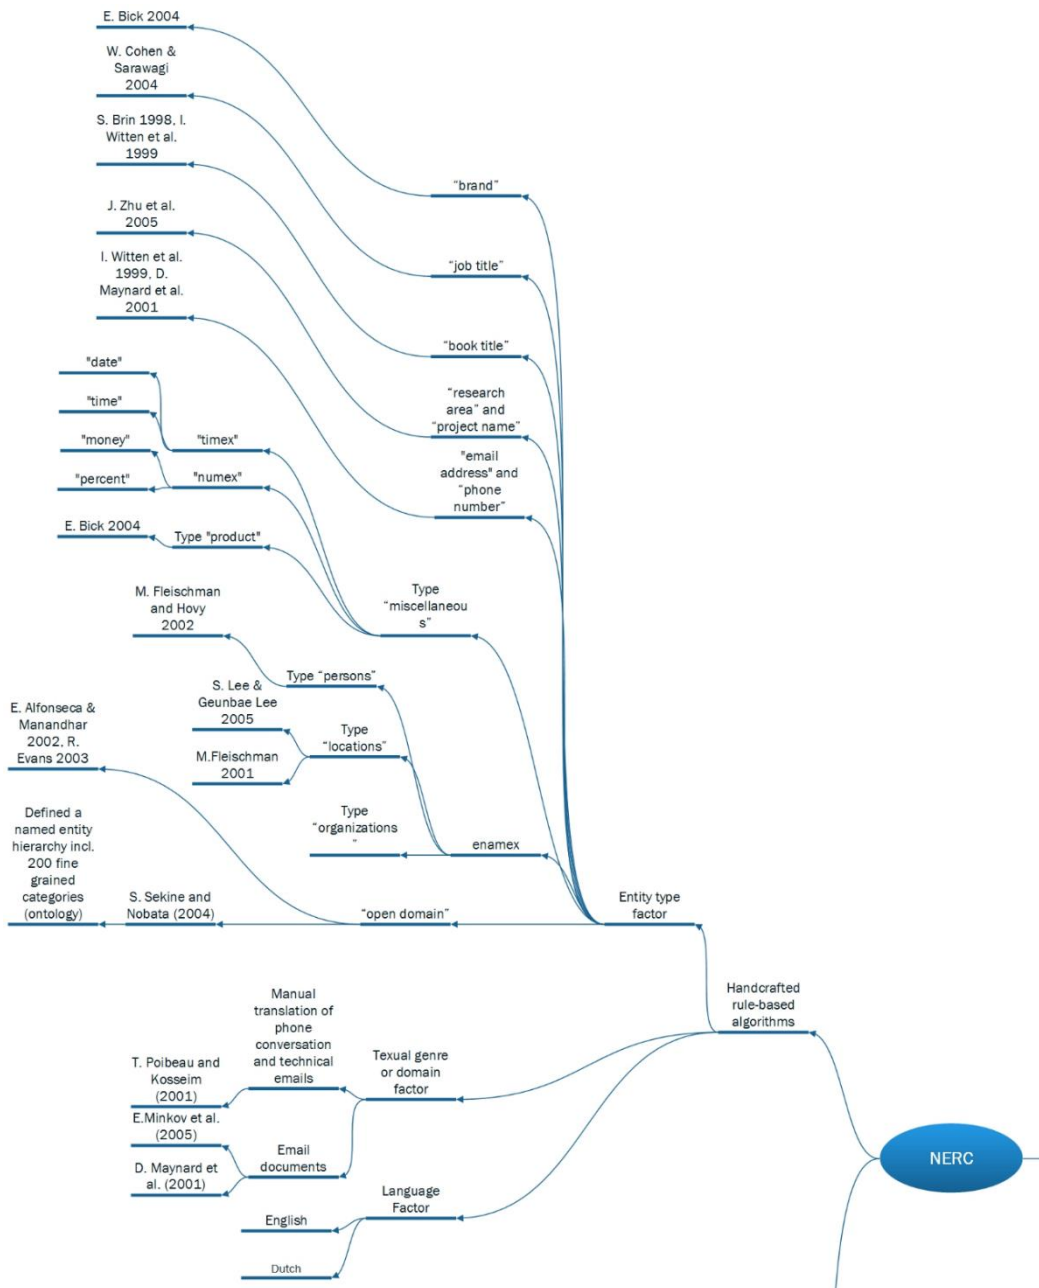 E. Bick 2004
W. Cohen &
Sarawagi
2004
S. Brin 1998, I.
Witten et al.
1999
“brand”
J. Zhu et al.
2005
I. Witten et al.
1999, D.
Maynard et al.
2001
“job title”
“book title”
"date"
"time"
"money"
"percent"
"timex"
"numex"
“research
area” and
“project name”
"email
address" and
“phone
number”
E. Bick 2004
Type "product"
Type
“miscellaneou
s”
M. Fleischman
and Hovy
2002
Type “persons”
S. Lee &
Geunbae Lee
2005
M.Fleischman
2001
Type
“locations”
E. Alfonseca &
Manandhar
2002, R.
Evans 2003
Type
“organizations
”
enamex
Defined a
named entity
hierarchy incl.
200 fine
grained
categories
(ontology)
S. Sekine and
Nobata (2004)
“open domain”
Entity type
factor
Handcrafted
rule-based
algorithms
Manual
translation of
phone
conversation
and technical
emails
T. Poibeau and
Kosseim
(2001)
Texual genre
or domain
factor
E.Minkov et al.
(2005)
D. Maynard et
al. (2001)
Email
documents
NERC
Language
Factor
English
Dutch